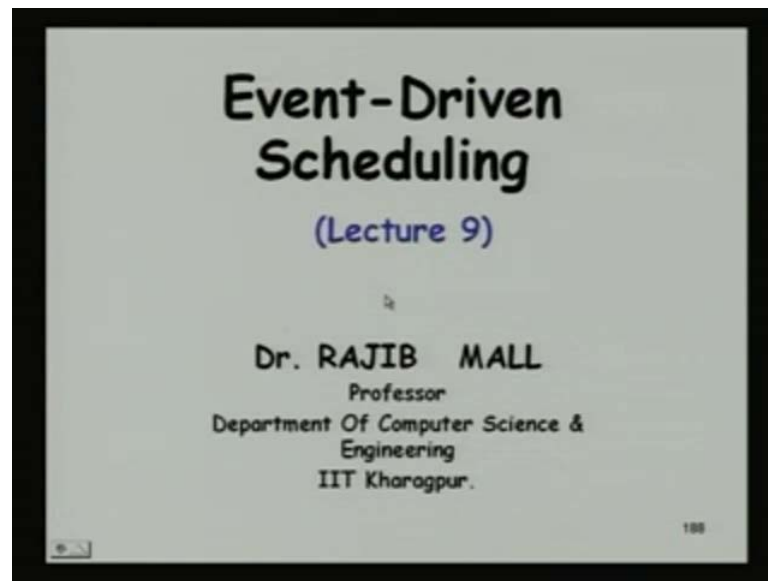 Event-Driven
Scheduling
(Lecture 9)
Dr. RAJIB MALL
Professor
Department Of Computer Science &
Engineering
IIT Kharagpur.
188